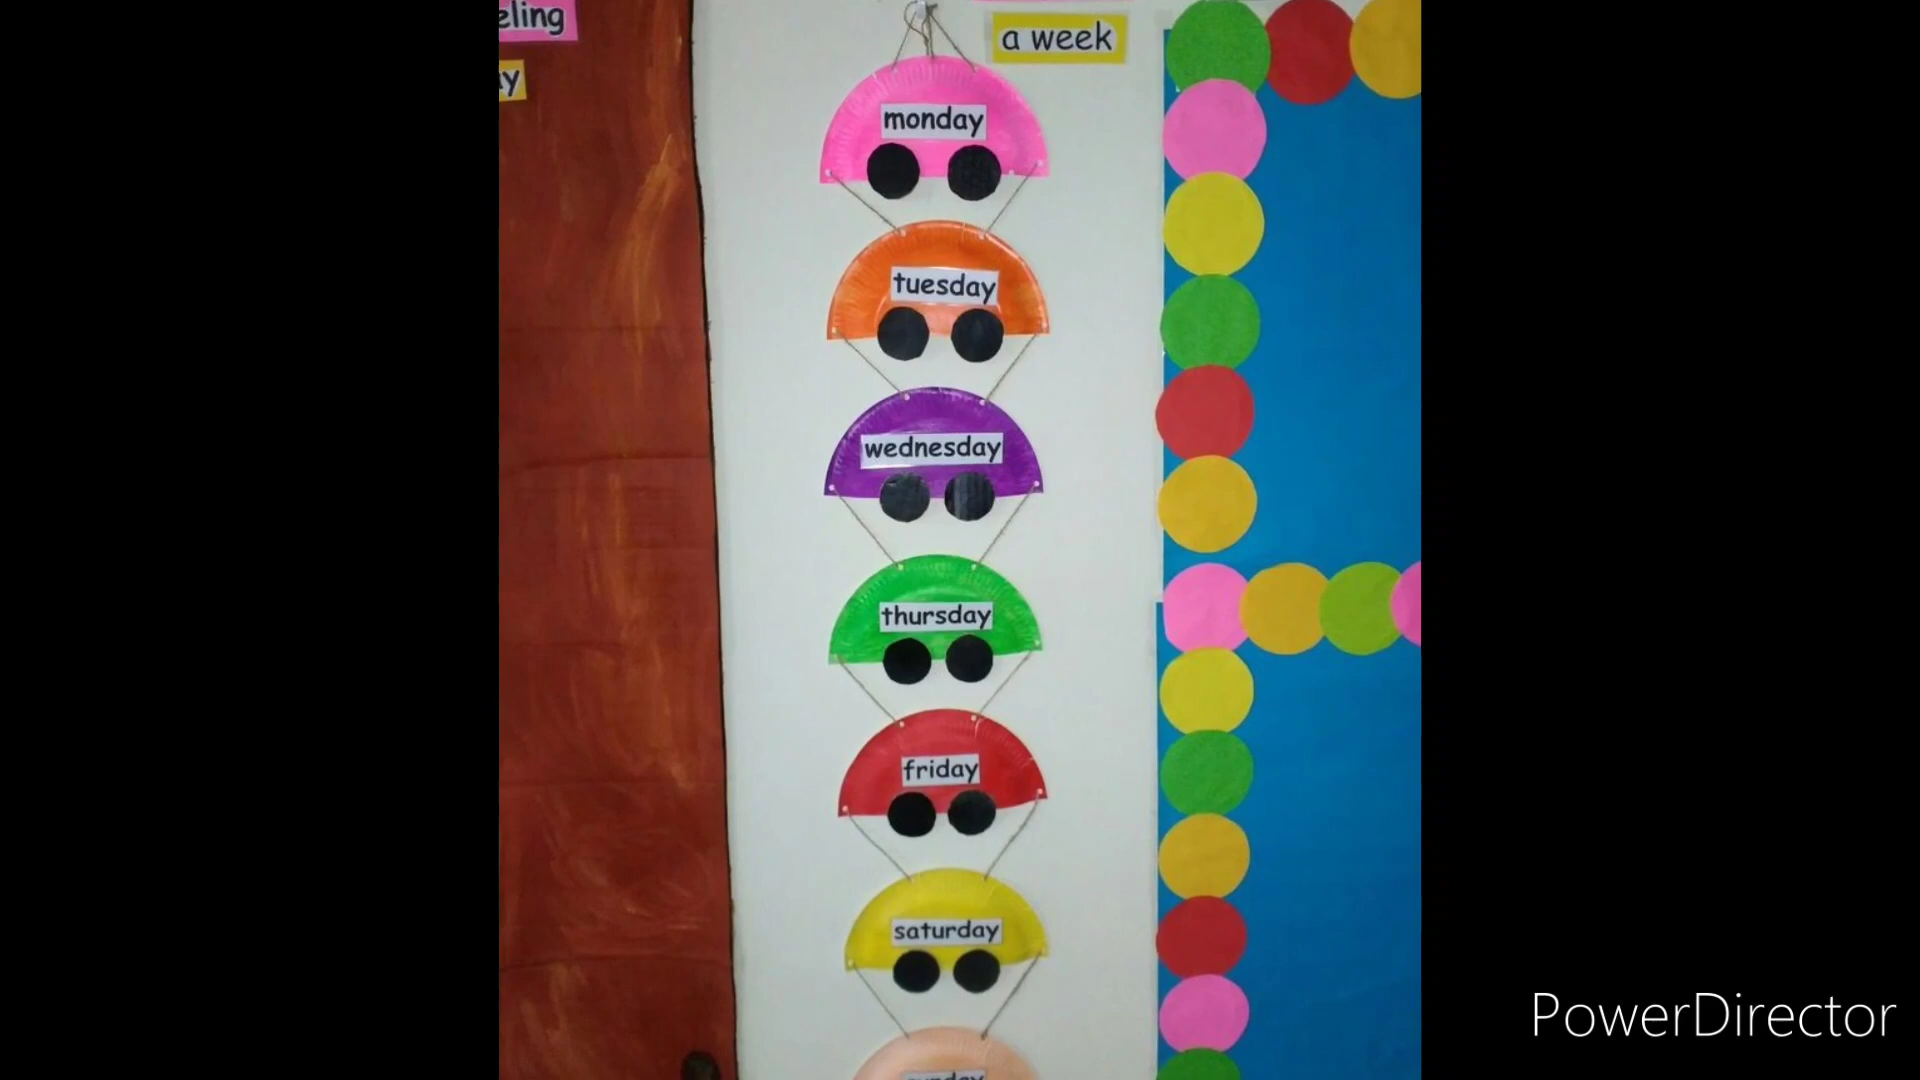 eling
a week
monday
tuesday
wednesday
thursday
friday
saturday
PowerDirector